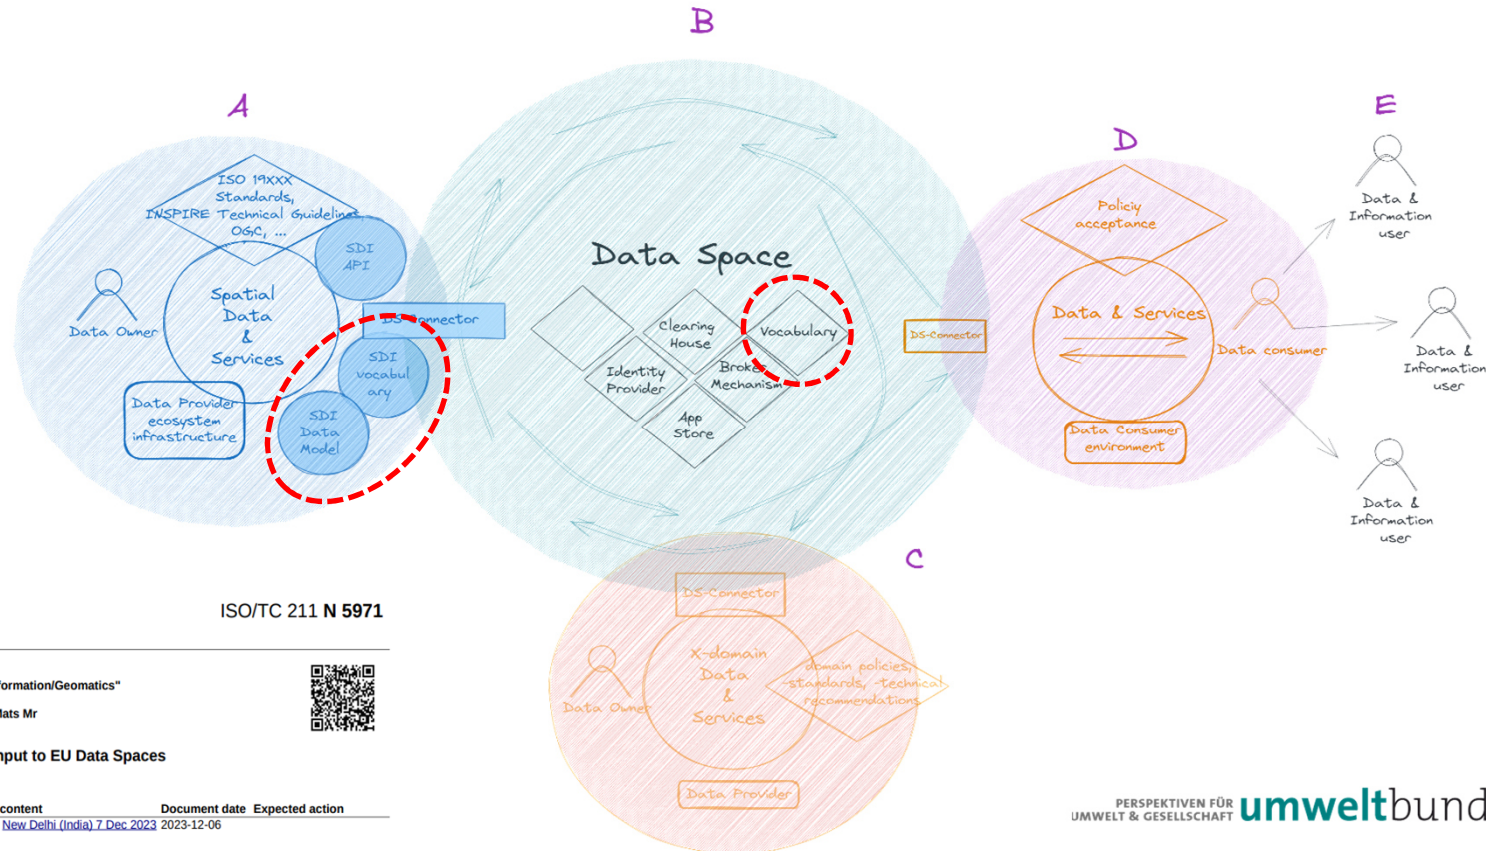 B
A
E
D
ISO 19XXX
Standards,
INSPIRE Technical Guidelines,
OGC, ...
SDI
API
Spatial
Data
&
Services
Data Owner
DS-Connector
SDI
vocabul
ary
SDI
Data
Model
Data Provider
ecosystem
infrastructure
Data Space
Clearing
House
Vocabulary
Identity
Provider
Broker
Mechanism
App
Store
DS-Connector
Policiy
acceptance
Data & Services
Data consumer
Data Consumer
environment
Data &
Information
user
Data &
Information
user
Data &
Information
user
C
DS-Connector
X-domain
Data
&
Services
Data Owner
domain policies,
-standards, -technical
recommendations
Data Provider
ISO/TC 211 N 5971
formation/Geomatics"
Mats Mr
nput to EU Data Spaces
content Document date Expected action
New Delhi (India) 7 Dec 2023 2023-12-06
PERSPEKTIVEN FÜR
UMWELT & GESELLSCHAFT
umweltbund